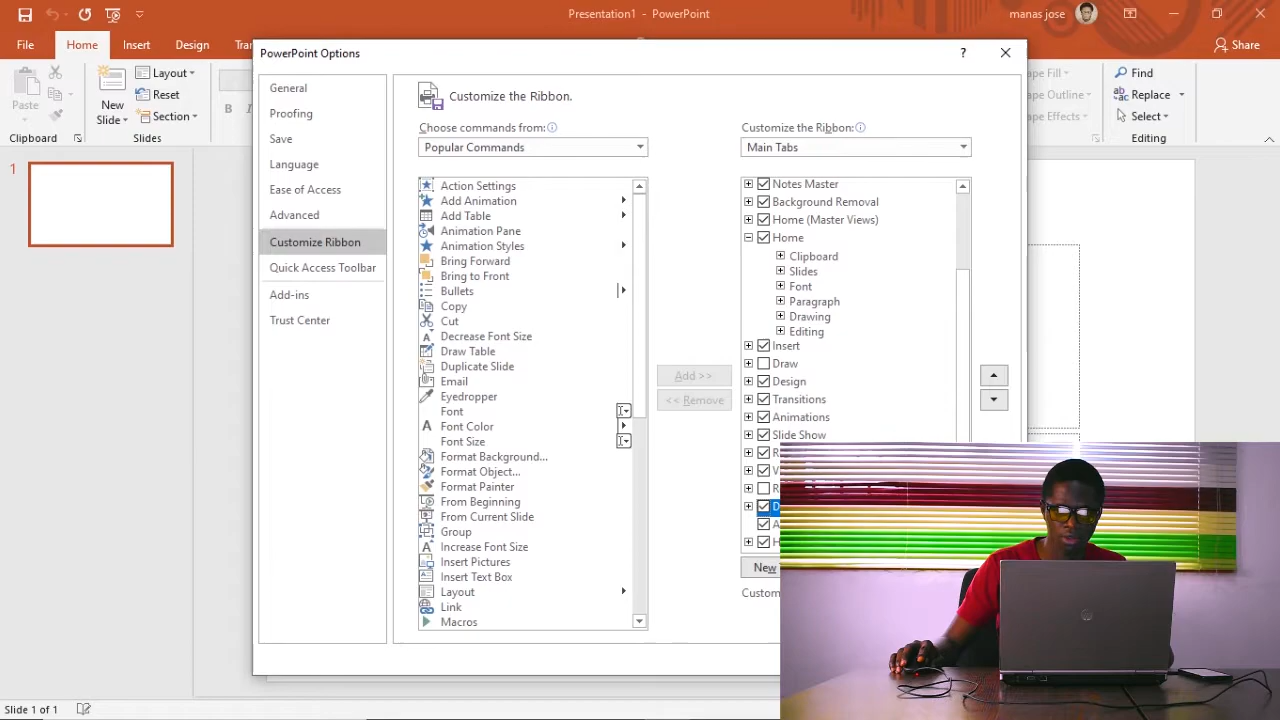 Presentation1 - PowerPoint
manas jose
File
Home
Insert
Design
Share
Paste
Layout
Reset
Section
New
Slide
Clipboard
Slides
B
Find
Replace
Select
Editing
PowerPoint Options
?
General
Proofing
Save
Language
Ease of Access
Advanced
Customize Ribbon
Quick Access Toolbar
Add-ins
Trust Center
Customize the Ribbon.
Choose commands from:
Popular Commands
Action Settings
Add Animation
Add Table
Animation Pane
Animation Styles
Bring Forward
Bring to Front
Bullets
Copy
Cut
Decrease Font Size
Draw Table
Duplicate Slide
Email
Eyedropper
Font
Font Color
Font Size
Format Background...
Format Object...
Format Painter
From Beginning
From Current Slide
Group
Increase Font Size
Insert Pictures
Insert Text Box
Layout
Link
Macros
Add >>
<< Remove
Customize the Ribbon:
Main Tabs
Notes Master
Background Removal
Home (Master Views)
Home
Clipboard
Slides
Font
Paragraph
Drawing
Editing
Insert
Draw
Design
Transitions
Animations
Slide Show
New
1
Slide 1 of 1